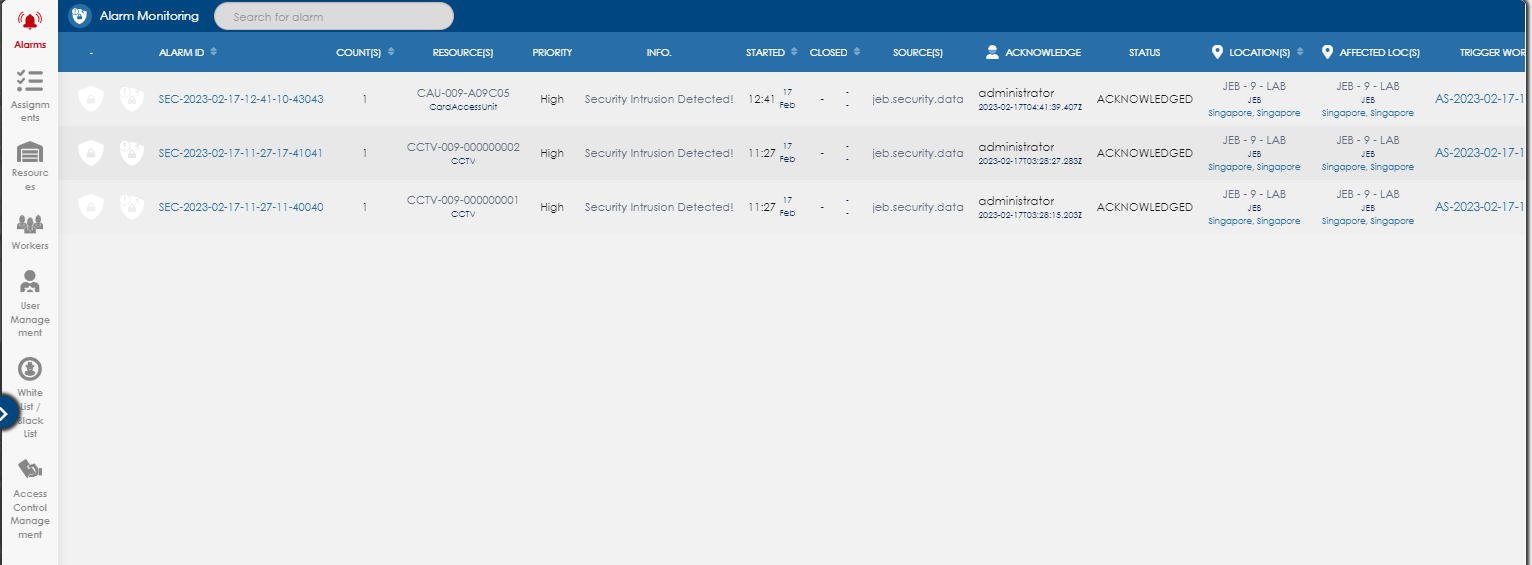 Alarm Monitoring
Search for alarm
Alarms
Assignm
ents
Resourc
es
Workers
User
Manage
ment
White
List /
Black
List
Access
Control
Manage
ment
- ALARM ID COUNT(S) RESOURCE(S) PRIORITY INFO. STARTED CLOSED SOURCE(S) ACKNOWLEDGE STATUS LOCATION(S) AFFECTED LOC(S) TRIGGER WOR
SEC-2023-02-17-12-41-10-43043 1 CAU-009-A09C05 High Security Intrusion Detected! 12:41 17 - - jeb.security.data administrator ACKNOWLEDGED JEB - 9 - LAB JEB - 9 - LAB AS-2023-02-17-1
CardAccessUnit Feb - 2023-02-17T04:41:39.407Z JEB JEB
Singapore, Singapore Singapore, Singapore
SEC-2023-02-17-11-27-17-41041 1 CCTV-009-000000002 High Security Intrusion Detected! 11:27 17 - - jeb.security.data administrator ACKNOWLEDGED JEB - 9 - LAB JEB - 9 - LAB AS-2023-02-17-1
CCTV Feb - 2023-02-17T03:28:27.283Z JEB JEB
Singapore, Singapore Singapore, Singapore
SEC-2023-02-17-11-27-11-40040 1 CCTV-009-000000001 High Security Intrusion Detected! 11:27 17 - - jeb.security.data administrator ACKNOWLEDGED JEB - 9 - LAB JEB - 9 - LAB AS-2023-02-17-1
CCTV Feb - 2023-02-17T03:28:15.203Z JEB JEB
Singapore, Singapore Singapore, Singapore